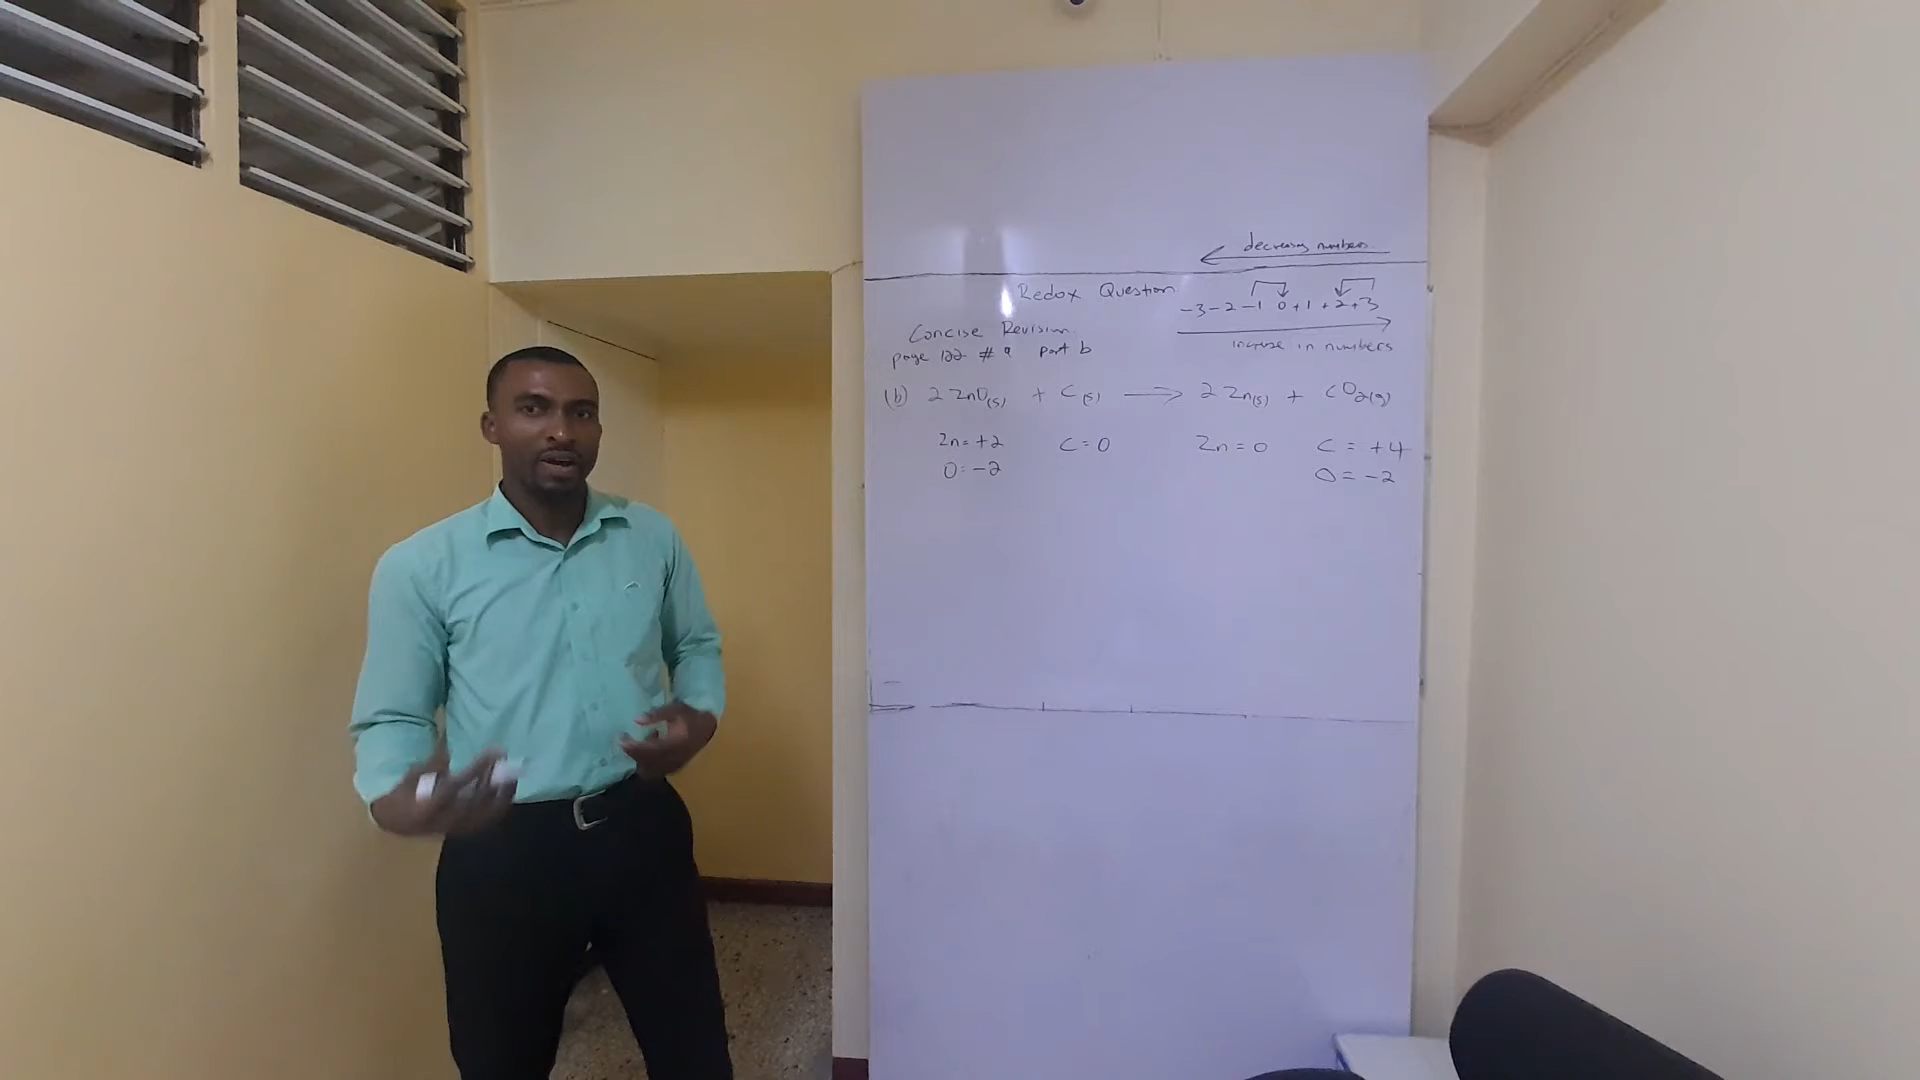 decreasing numbers
Redox Question
-3 -2 -1 0 +1 +2 +3
Concise Revision
page 122 # 9 part b
increase in numbers
(b) 2 ZnO(s) + C(s) → 2 Zn(s) + CO₂(g)
Zn = +2 C = 0 Zn = 0 C = +4
O = -2 O = -2